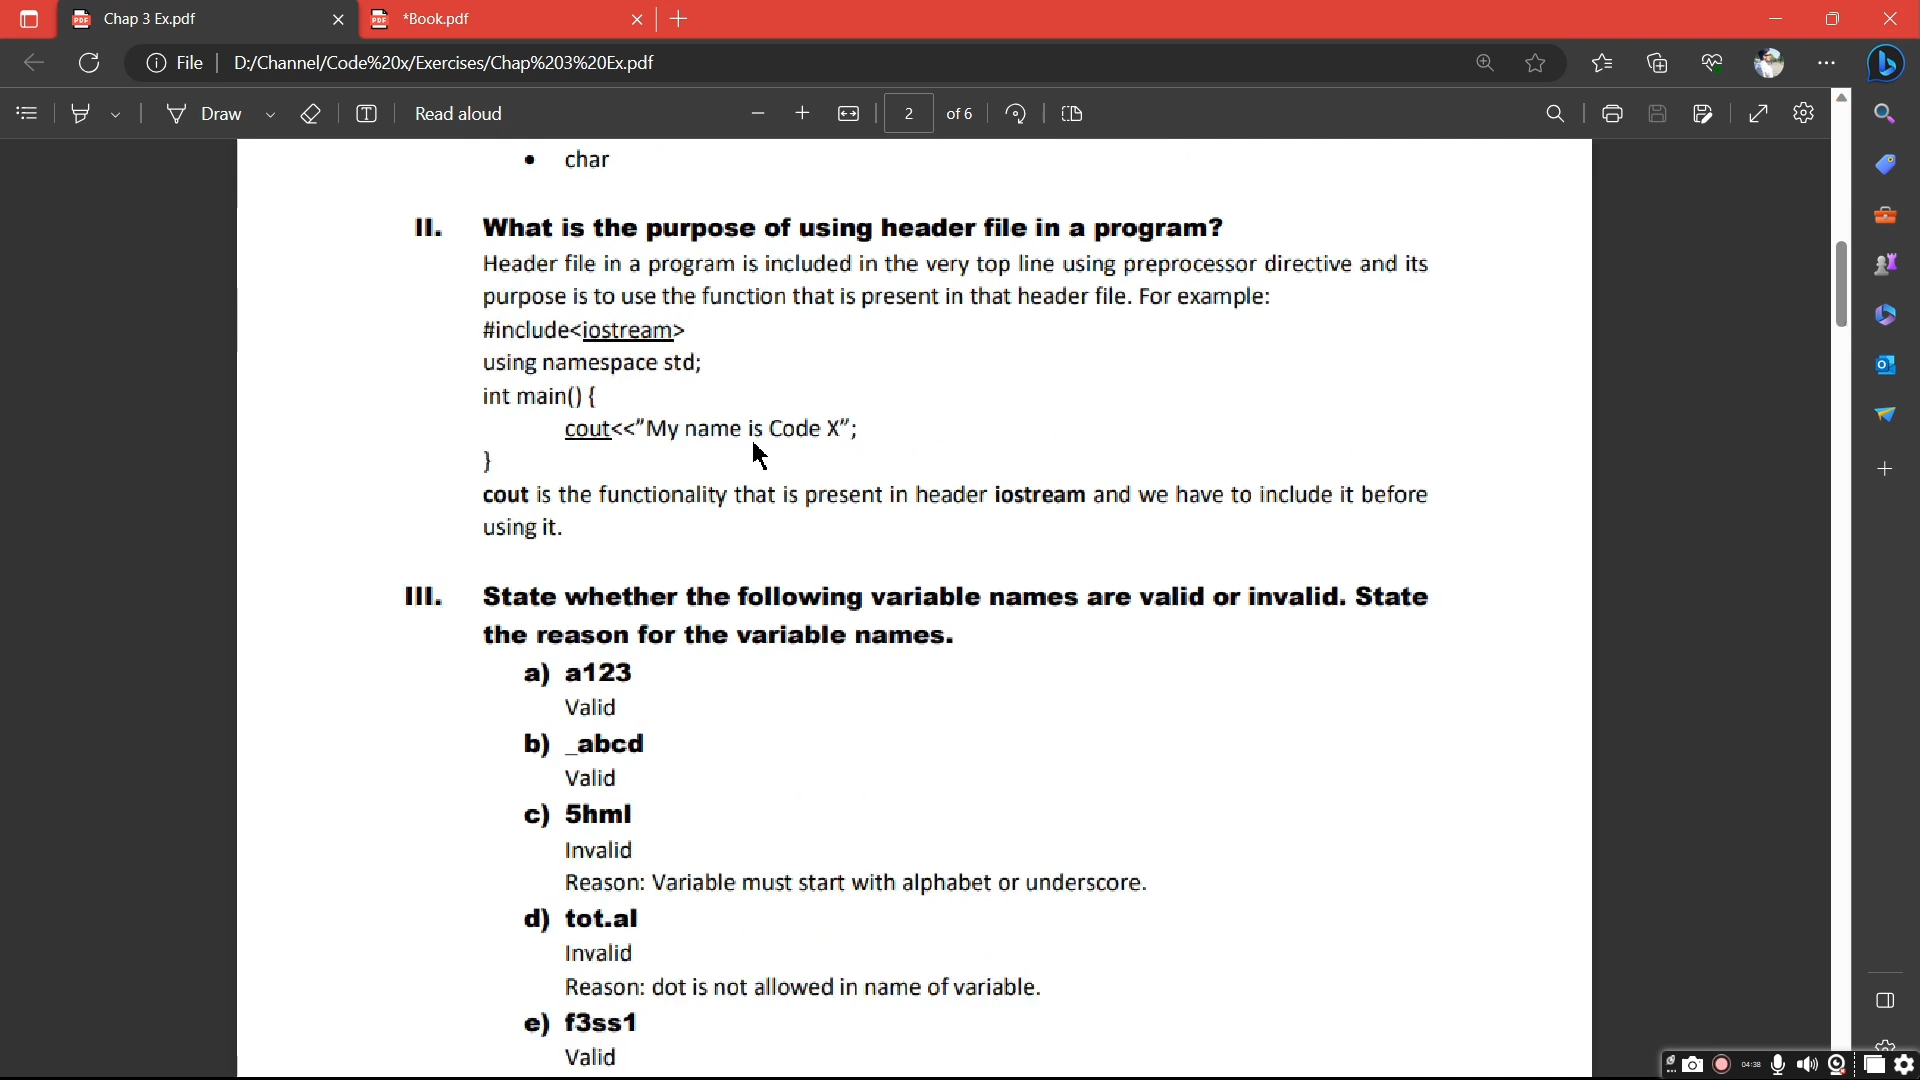 Chap 3 Ex.pdf
*Book.pdf
File
D:/Channel/Code%20x/Exercises/Chap%203%20Ex.pdf
Draw
Read aloud
2 of 6
• char
II. What is the purpose of using header file in a program?
Header file in a program is included in the very top line using preprocessor directive and its
purpose is to use the function that is present in that header file. For example:
#include<iostream>
using namespace std;
int main() {
cout<<”My name is Code X”;
}
cout is the functionality that is present in header iostream and we have to include it before
using it.
III. State whether the following variable names are valid or invalid. State
the reason for the variable names.
a) a123
Valid
b) _abcd
Valid
c) 5hml
Invalid
Reason: Variable must start with alphabet or underscore.
d) tot.al
Invalid
Reason: dot is not allowed in name of variable.
e) f3ss1
Valid
04:38